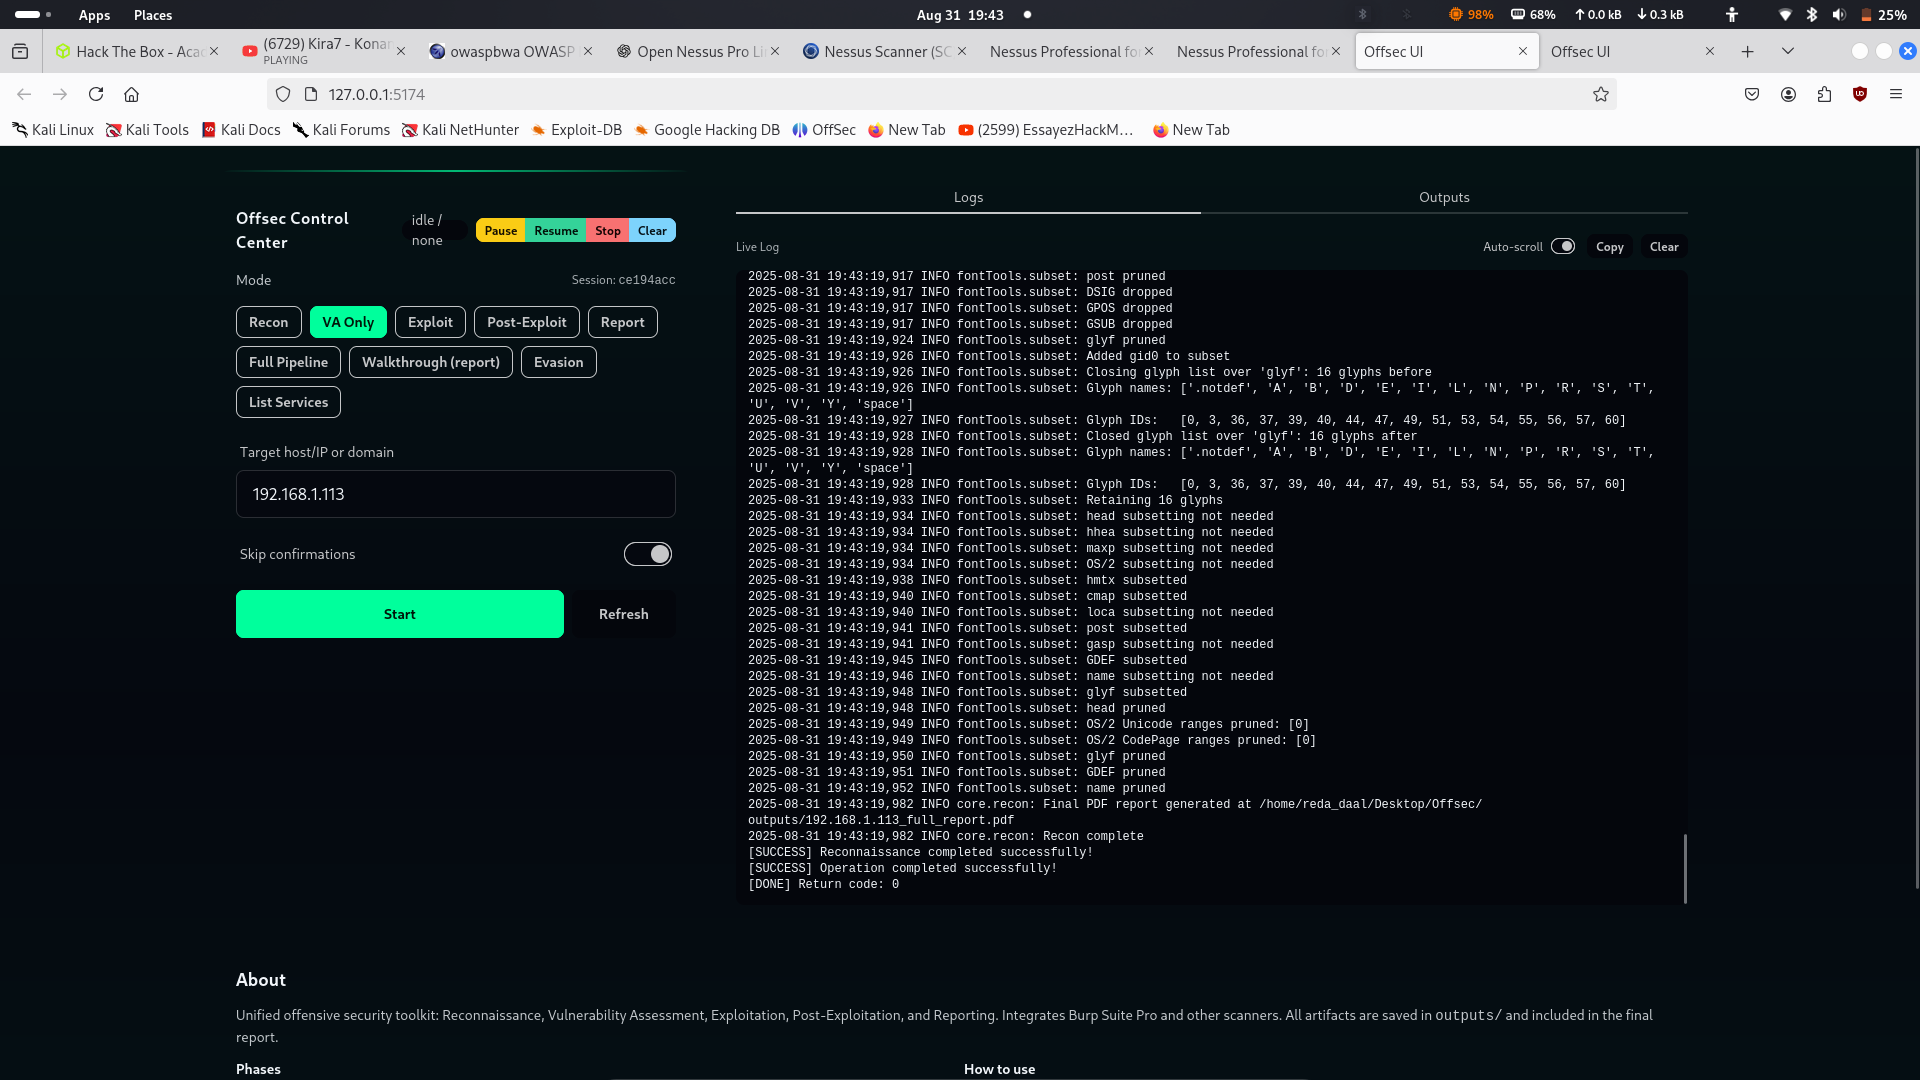 Apps Places Aug 31 19:43 98% 68% 0.0 kB 0.3 kB 25%
Hack The Box - Aca
(6729) Kira7 - Konan
PLAYING
owaspbwa OWASP
Open Nessus Pro Li
Nessus Scanner (SC
Nessus Professional fo
Nessus Professional fo
Offsec UI
Offsec UI
127.0.0.1:5174
Kali Linux Kali Tools Kali Docs Kali Forums Kali NetHunter Exploit-DB Google Hacking DB OffSec New Tab (2599) EssayezHackM… New Tab
Offsec Control
Center
idle /
none
Pause Resume Stop Clear
Mode Session: ce194acc
Recon VA Only Exploit Post-Exploit Report
Full Pipeline Walkthrough (report) Evasion
List Services
Target host/IP or domain
192.168.1.113
Skip confirmations
Start Refresh
Logs Outputs
Live Log Auto-scroll Copy Clear
2025-08-31 19:43:19,917 INFO fontTools.subset: post pruned
2025-08-31 19:43:19,917 INFO fontTools.subset: DSIG dropped
2025-08-31 19:43:19,917 INFO fontTools.subset: GPOS dropped
2025-08-31 19:43:19,917 INFO fontTools.subset: GSUB dropped
2025-08-31 19:43:19,924 INFO fontTools.subset: glyf pruned
2025-08-31 19:43:19,926 INFO fontTools.subset: Added gid0 to subset
2025-08-31 19:43:19,926 INFO fontTools.subset: Closing glyph list over 'glyf': 16 glyphs before
2025-08-31 19:43:19,926 INFO fontTools.subset: Glyph names: ['.notdef', 'A', 'B', 'D', 'E', 'I', 'L', 'N', 'P', 'R', 'S', 'T',
'U', 'V', 'Y', 'space']
2025-08-31 19:43:19,927 INFO fontTools.subset: Glyph IDs:   [0, 3, 36, 37, 39, 40, 44, 47, 49, 51, 53, 54, 55, 56, 57, 60]
2025-08-31 19:43:19,928 INFO fontTools.subset: Closed glyph list over 'glyf': 16 glyphs after
2025-08-31 19:43:19,928 INFO fontTools.subset: Glyph names: ['.notdef', 'A', 'B', 'D', 'E', 'I', 'L', 'N', 'P', 'R', 'S', 'T',
'U', 'V', 'Y', 'space']
2025-08-31 19:43:19,928 INFO fontTools.subset: Glyph IDs:   [0, 3, 36, 37, 39, 40, 44, 47, 49, 51, 53, 54, 55, 56, 57, 60]
2025-08-31 19:43:19,933 INFO fontTools.subset: Retaining 16 glyphs
2025-08-31 19:43:19,934 INFO fontTools.subset: head subsetting not needed
2025-08-31 19:43:19,934 INFO fontTools.subset: hhea subsetting not needed
2025-08-31 19:43:19,934 INFO fontTools.subset: maxp subsetting not needed
2025-08-31 19:43:19,934 INFO fontTools.subset: OS/2 subsetting not needed
2025-08-31 19:43:19,938 INFO fontTools.subset: hmtx subsetted
2025-08-31 19:43:19,940 INFO fontTools.subset: cmap subsetted
2025-08-31 19:43:19,940 INFO fontTools.subset: loca subsetting not needed
2025-08-31 19:43:19,941 INFO fontTools.subset: post subsetted
2025-08-31 19:43:19,941 INFO fontTools.subset: gasp subsetting not needed
2025-08-31 19:43:19,945 INFO fontTools.subset: GDEF subsetted
2025-08-31 19:43:19,946 INFO fontTools.subset: name subsetting not needed
2025-08-31 19:43:19,948 INFO fontTools.subset: glyf subsetted
2025-08-31 19:43:19,948 INFO fontTools.subset: head pruned
2025-08-31 19:43:19,949 INFO fontTools.subset: OS/2 Unicode ranges pruned: [0]
2025-08-31 19:43:19,949 INFO fontTools.subset: OS/2 CodePage ranges pruned: [0]
2025-08-31 19:43:19,950 INFO fontTools.subset: glyf pruned
2025-08-31 19:43:19,951 INFO fontTools.subset: GDEF pruned
2025-08-31 19:43:19,952 INFO fontTools.subset: name pruned
2025-08-31 19:43:19,982 INFO core.recon: Final PDF report generated at /home/reda_daal/Desktop/Offsec/
outputs/192.168.1.113_full_report.pdf
2025-08-31 19:43:19,982 INFO core.recon: Recon complete
[SUCCESS] Reconnaissance completed successfully!
[SUCCESS] Operation completed successfully!
[DONE] Return code: 0
About
Unified offensive security toolkit: Reconnaissance, Vulnerability Assessment, Exploitation, Post-Exploitation, and Reporting. Integrates Burp Suite Pro and other scanners. All artifacts are saved in outputs/ and included in the final
report.
Phases How to use